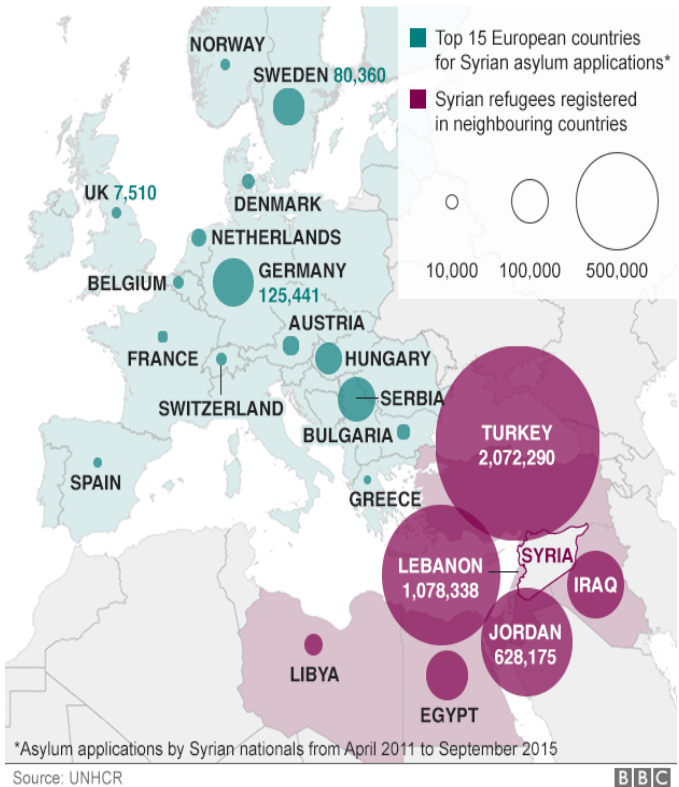 Top 15 European countries
for Syrian asylum applications*
Syrian refugees registered
in neighbouring countries
10,000
100,000
500,000
NORWAY
SWEDEN 80,360
UK 7,510
DENMARK
NETHERLANDS
BELGIUM
GERMANY
125,441
AUSTRIA
FRANCE
HUNGARY
SWITZERLAND
SERBIA
BULGARIA
SPAIN
GREECE
TURKEY
2,072,290
LEBANON
1,078,338
SYRIA
IRAQ
JORDAN
628,175
LIBYA
EGYPT
*Asylum applications by Syrian nationals from April 2011 to September 2015
Source: UNHCR
BBC